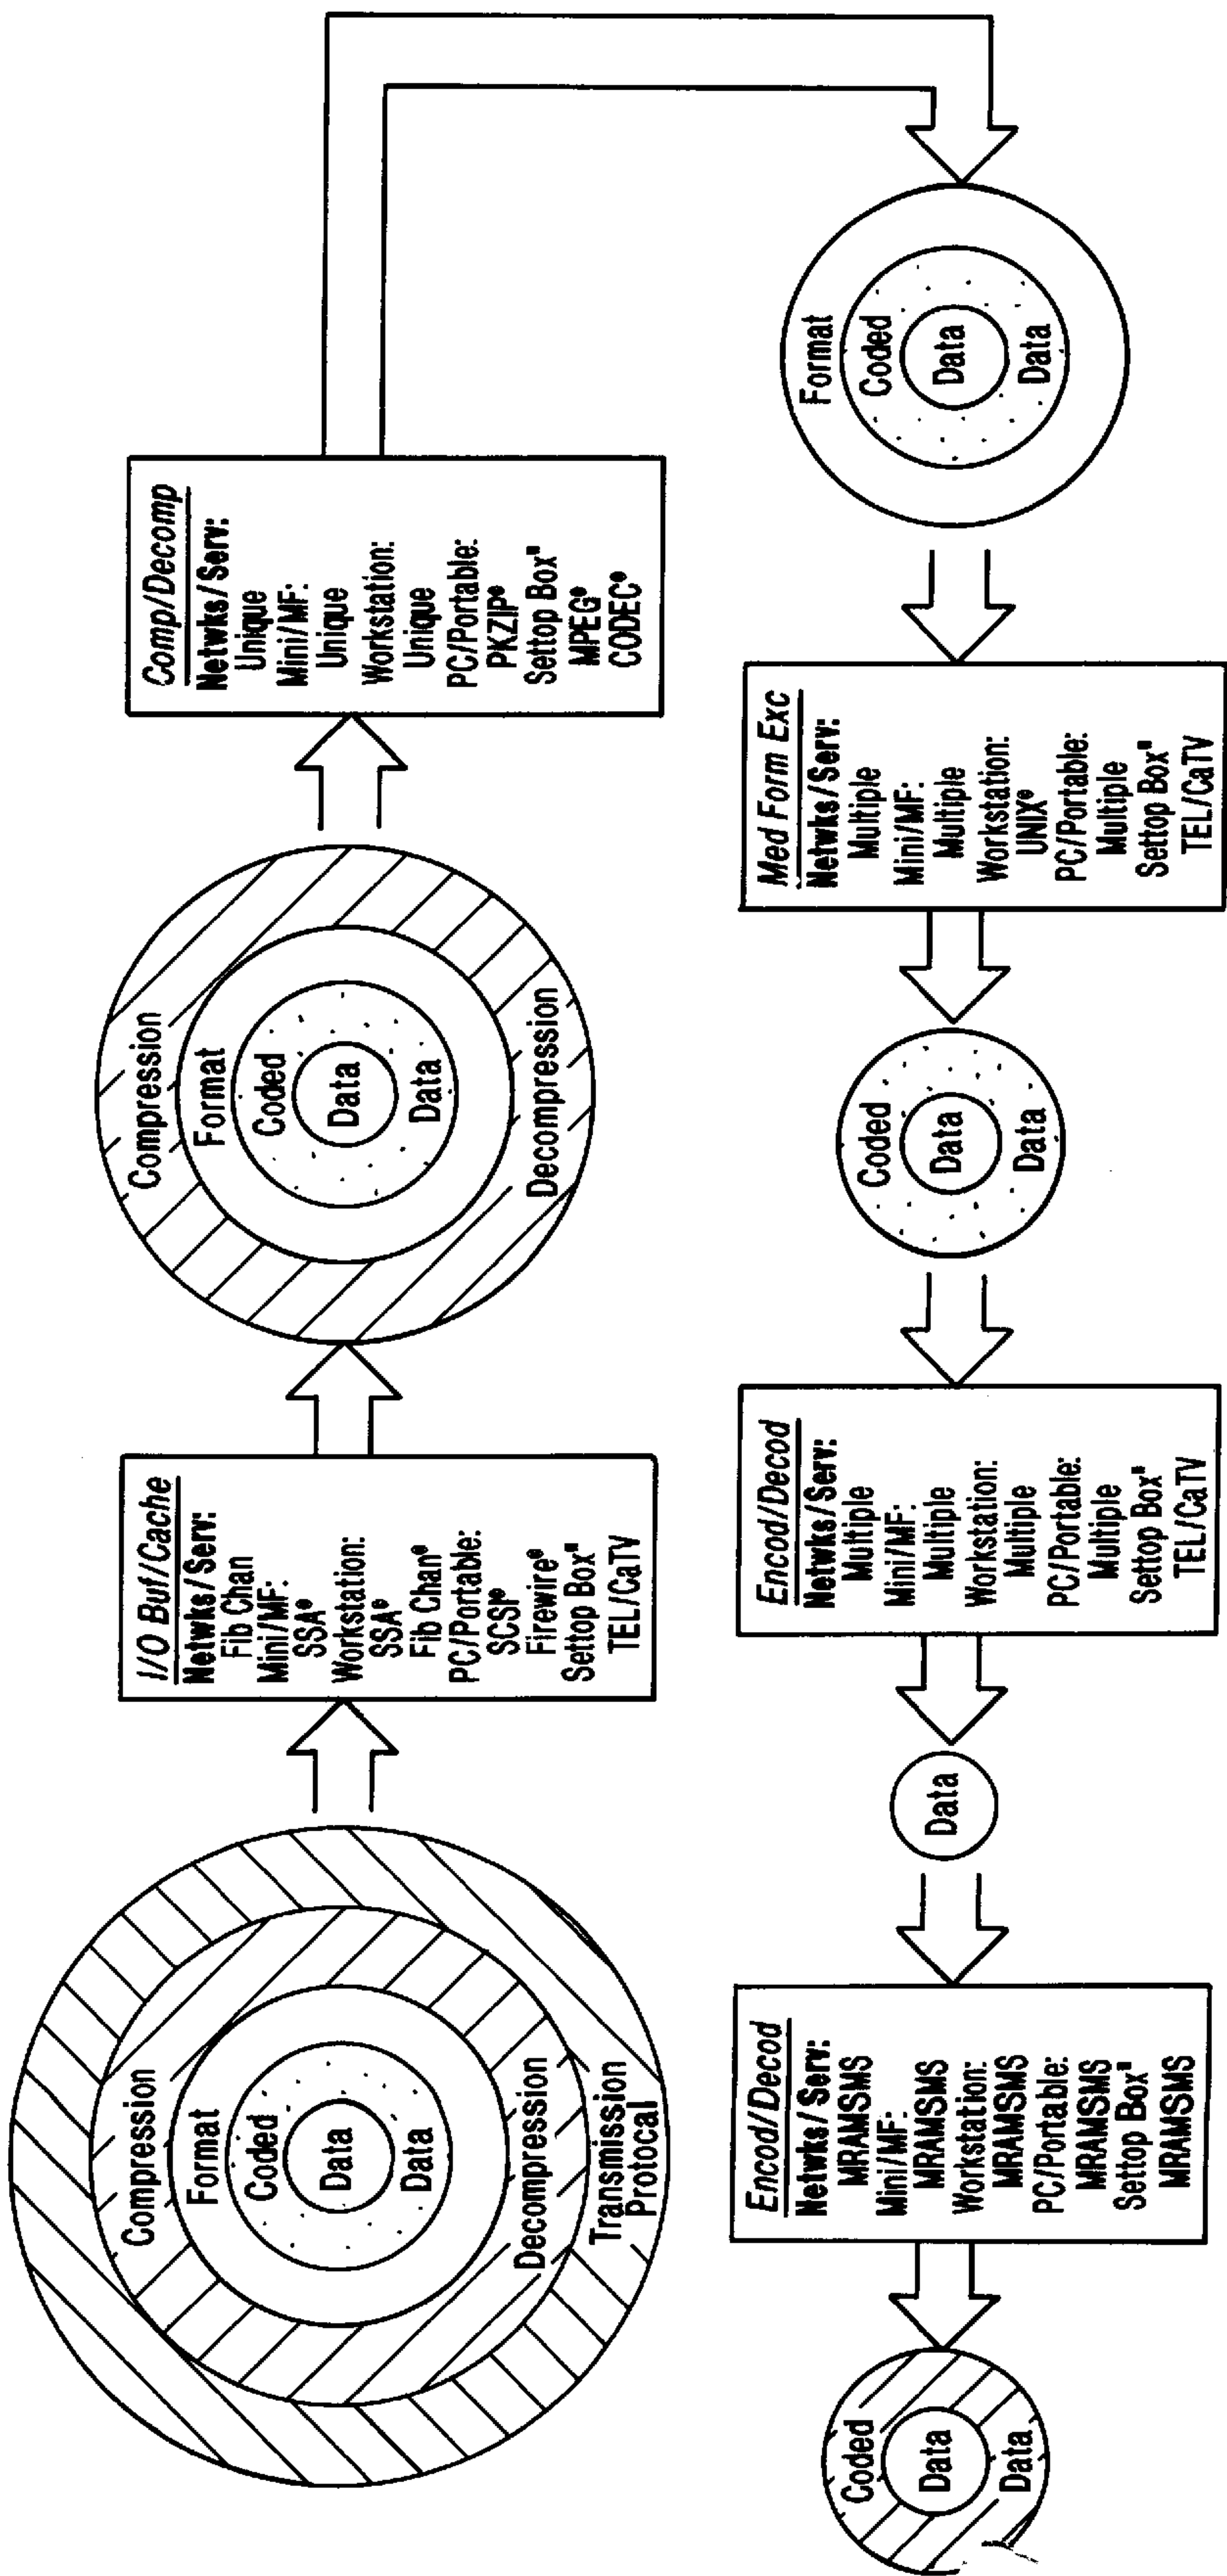 Compression
Format
Coded
Data
Data
Decompression
Transmission
Protocal
I/O Buf/Cache
Netwks/Serv:
Fib Chan
Mini/MF:
SSA®
Workstation:
SSA®
Fib Chan®
PC/Portable:
SCSI®
Firewire®
Settop Box"
TEL/CaTV
Compression
Format
Coded
Data
Data
Decompression
Comp/Decomp
Netwks/Serv:
Unique
Mini/MF:
Unique
Workstation:
Unique
PC/Portable:
PKZIP®
Settop Box"
MPEG®
CODEC®
Format
Coded
Data
Data
Med Form Exc
Netwks/Serv:
Multiple
Mini/MF:
Multiple
Workstation:
UNIX®
PC/Portable:
Multiple
Settop Box"
TEL/CaTV
Coded
Data
Data
Encod/Decod
Netwks/Serv:
Multiple
Mini/MF:
Multiple
Workstation:
Multiple
PC/Portable:
Multiple
Settop Box"
TEL/CaTV
Data
Encod/Decod
Netwks/Serv:
MRAMSMS
Mini/MF:
MRAMSMS
Workstation:
MRAMSMS
PC/Portable:
MRAMSMS
Settop Box"
MRAMSMS
Coded
Data
Data